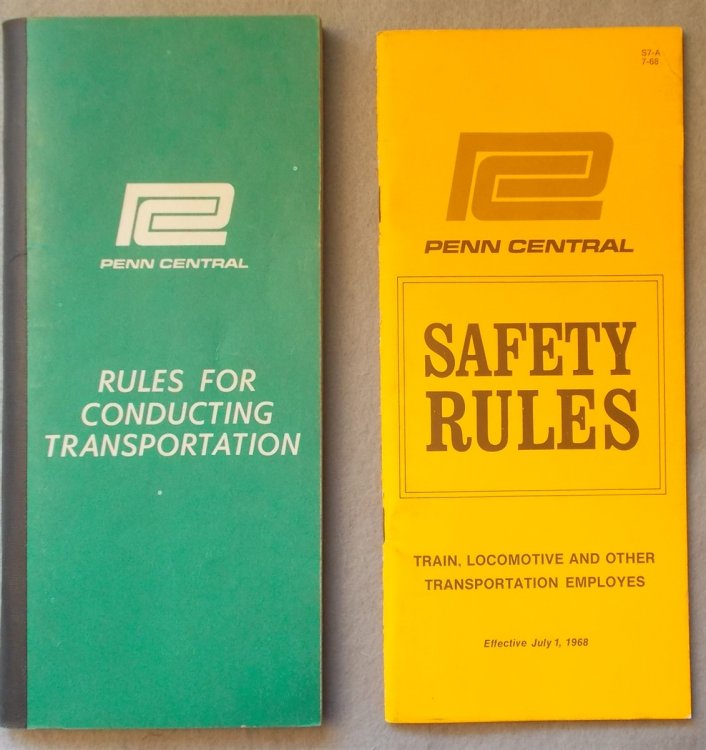 PENN CENTRAL
RULES FOR
CONDUCTING
TRANSPORTATION
S7-A
7-68
PENN CENTRAL
SAFETY
RULES
TRAIN, LOCOMOTIVE AND OTHER
TRANSPORTATION EMPLOYES
Effective July 1, 1968